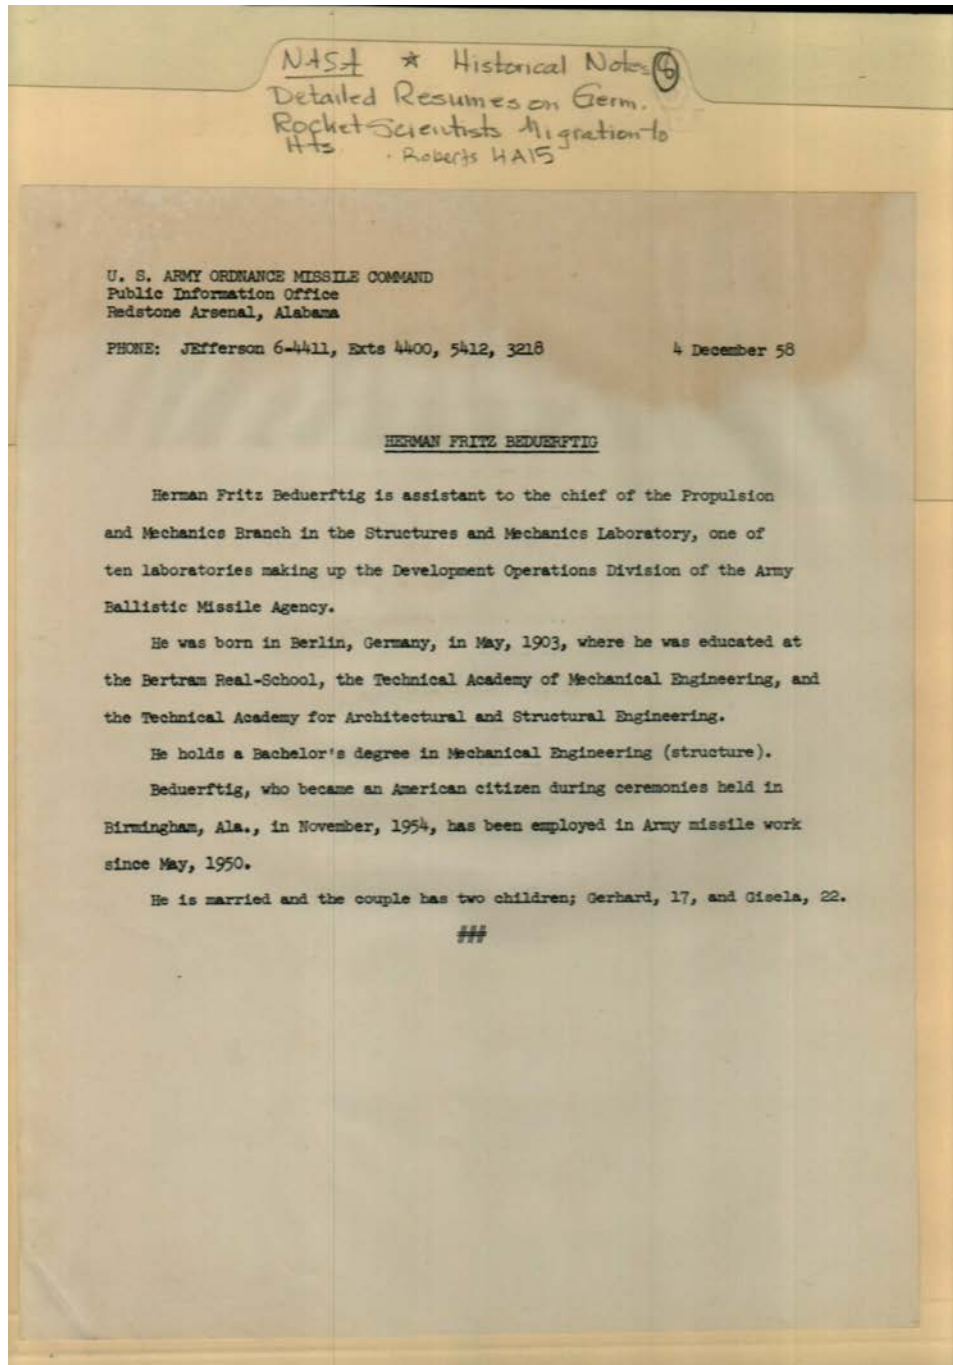 NASA ★ Historical Notes 6
Detailed Resumes on Germ.
Rocket Scientists Migration to
Hts · Roberts HA15
U. S. ARMY ORDNANCE MISSILE COMMAND
Public Information Office
Redstone Arsenal, Alabama
PHONE: JEfferson 6-4411, Exts 4400, 5412, 3218 4 December 58
HERMAN FRITZ BEDUERFTIG
Herman Fritz Beduerftig is assistant to the chief of the Propulsion
and Mechanics Branch in the Structures and Mechanics Laboratory, one of
ten laboratories making up the Development Operations Division of the Army
Ballistic Missile Agency.
He was born in Berlin, Germany, in May, 1903, where he was educated at
the Bertram Real-School, the Technical Academy of Mechanical Engineering, and
the Technical Academy for Architectural and Structural Engineering.
He holds a Bachelor's degree in Mechanical Engineering (structure).
Beduerftig, who became an American citizen during ceremonies held in
Birmingham, Ala., in November, 1954, has been employed in Army missile work
since May, 1950.
He is married and the couple has two children; Gerhard, 17, and Gisela, 22.
###